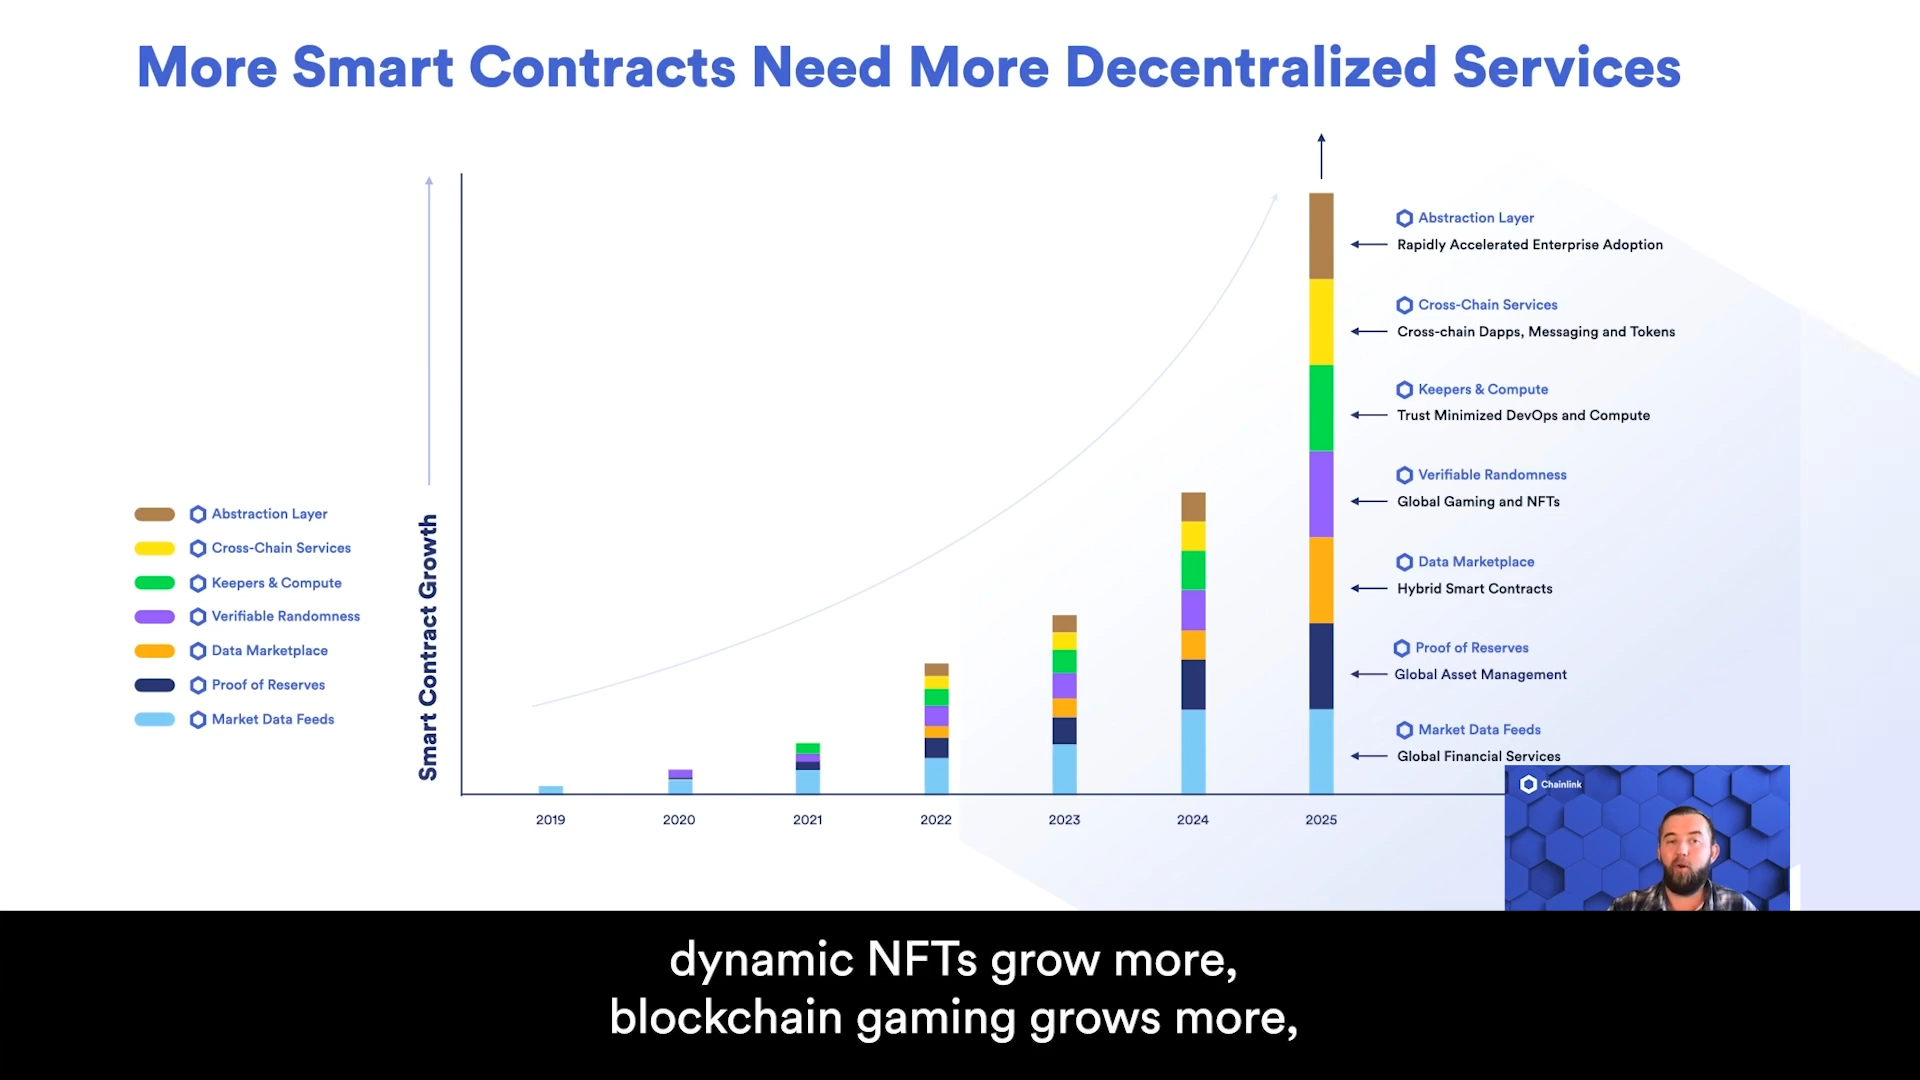 More Smart Contracts Need More Decentralized Services
Abstraction Layer
Cross-Chain Services
Keepers & Compute
Verifiable Randomness
Data Marketplace
Proof of Reserves
Market Data Feeds
Smart Contract Growth
2019
2020
2021
2022
2023
2024
2025
Abstraction Layer
Rapidly Accelerated Enterprise Adoption
Cross-Chain Services
Cross-chain Dapps, Messaging and Tokens
Keepers & Compute
Trust Minimized DevOps and Compute
Verifiable Randomness
Global Gaming and NFTs
Data Marketplace
Hybrid Smart Contracts
Proof of Reserves
Global Asset Management
Market Data Feeds
Global Financial Services
Chainlink
dynamic NFTs grow more,
blockchain gaming grows more,